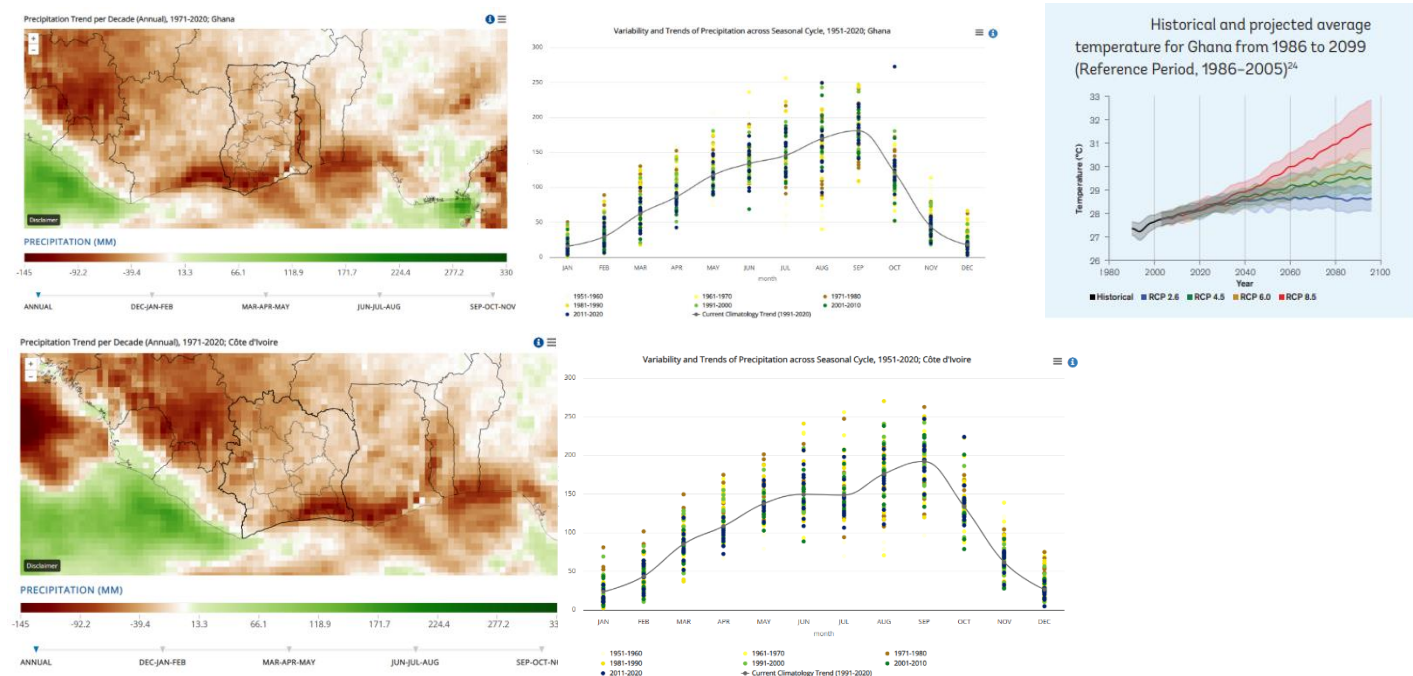 Precipitation Trend per Decade (Annual), 1971-2020; Ghana
+
−
Disclaimer
PRECIPITATION (MM)
-145 -92.2 -39.4 13.3 66.1 118.9 171.7 224.4 277.2 330
ANNUAL DEC-JAN-FEB MAR-APR-MAY JUN-JUL-AUG SEP-OCT-NOV
Variability and Trends of Precipitation across Seasonal Cycle, 1951-2020; Ghana
300
250
200
150
100
50
0
JAN FEB MAR APR MAY JUN JUL AUG SEP OCT NOV DEC
month
1951-1960 1961-1970 1971-1980
1981-1990 1991-2000 2001-2010
2011-2020 Current Climatology Trend (1991-2020)
Historical and projected average
temperature for Ghana from 1986 to 2099
(Reference Period, 1986–2005)24
Temperature (°C)
33
32
31
30
29
28
27
26
1980 2000 2020 2040 2060 2080 2100
Year
Historical RCP 2.6 RCP 4.5 RCP 6.0 RCP 8.5
Precipitation Trend per Decade (Annual), 1971-2020; Côte d'Ivoire
+
−
Disclaimer
PRECIPITATION (MM)
-145 -92.2 -39.4 13.3 66.1 118.9 171.7 224.4 277.2 33
ANNUAL DEC-JAN-FEB MAR-APR-MAY JUN-JUL-AUG SEP-OCT-N
Variability and Trends of Precipitation across Seasonal Cycle, 1951-2020; Côte d'Ivoire
300
250
200
150
100
50
0
JAN FEB MAR APR MAY JUN JUL AUG SEP OCT NOV DEC
month
1951-1960 1961-1970 1971-1980
1981-1990 1991-2000 2001-2010
2011-2020 Current Climatology Trend (1991-2020)